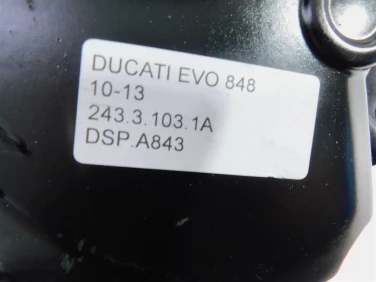 DUCATI EVO 848
10-13
243.3.103.1A
DSP.A843